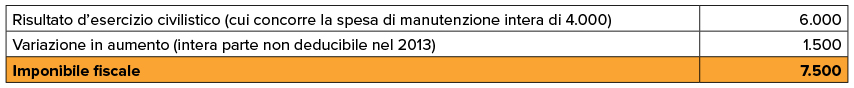 Risultato d’esercizio civilistico (cui concorre la spesa di manutenzione intera di 4.000) 6.000
Variazione in aumento (intera parte non deducibile nel 2013) 1.500
Imponibile fiscale 7.500